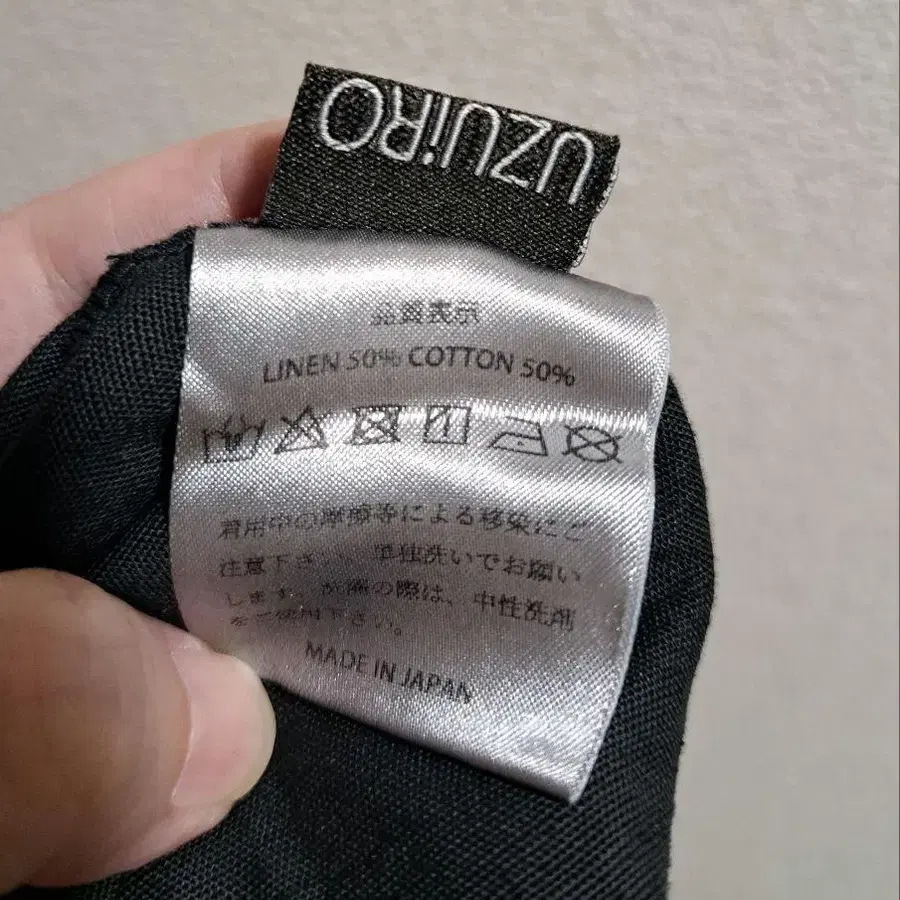 UZUiRO
品質表示
LINEN 50% COTTON 50%
着用中の摩擦等による移染にご
注意下さい。単独洗いでお願い
します。洗濯の際は、中性洗剤
をご使用下さい。
MADE IN JAPAN